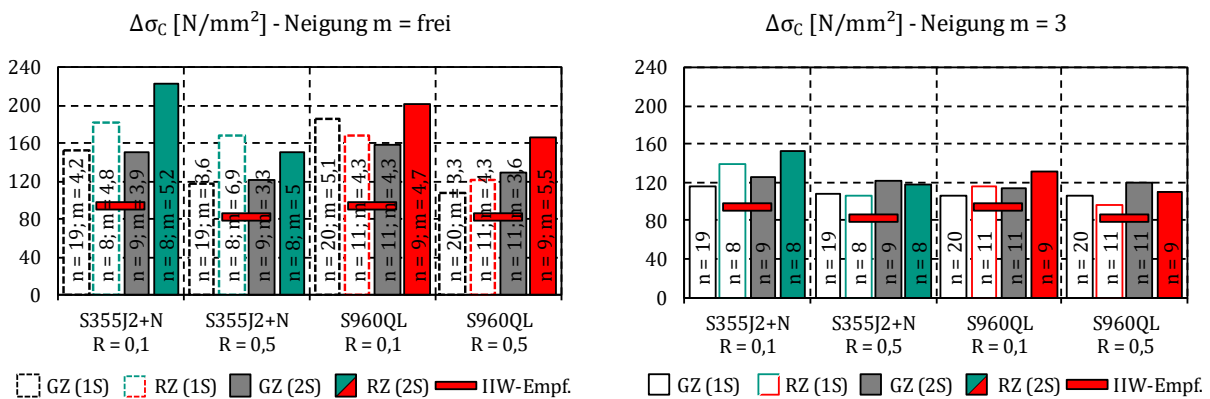 Δσ_C [N/mm²] - Neigung m = frei
240
200
160
120
80
40
0
n = 19; m = 4,2
n = 8; m = 4,8
n = 9; m = 3,9
n = 8; m = 5,2
n = 19; m = 3,6
n = 8; m = 6,9
n = 9; m = 3,3
n = 8; m = 5
n = 20; m = 5,1
n = 11; m = 4,3
n = 11; m = 4,3
n = 9; m = 4,7
n = 20; m = 3,3
n = 11; m = 4,3
n = 11; m = 3,6
n = 9; m = 5,5
S355J2+N S355J2+N S960QL S960QL
R = 0,1 R = 0,5 R = 0,1 R = 0,5
GZ (1S) RZ (1S) GZ (2S) RZ (2S) IIW-Empf.
Δσ_C [N/mm²] - Neigung m = 3
240
200
160
120
80
40
0
n = 19
n = 8
n = 9
n = 8
n = 19
n = 8
n = 9
n = 8
n = 20
n = 11
n = 11
n = 9
n = 20
n = 11
n = 11
n = 9
S355J2+N S355J2+N S960QL S960QL
R = 0,1 R = 0,5 R = 0,1 R = 0,5
GZ (1S) RZ (1S) GZ (2S) RZ (2S) IIW-Empf.